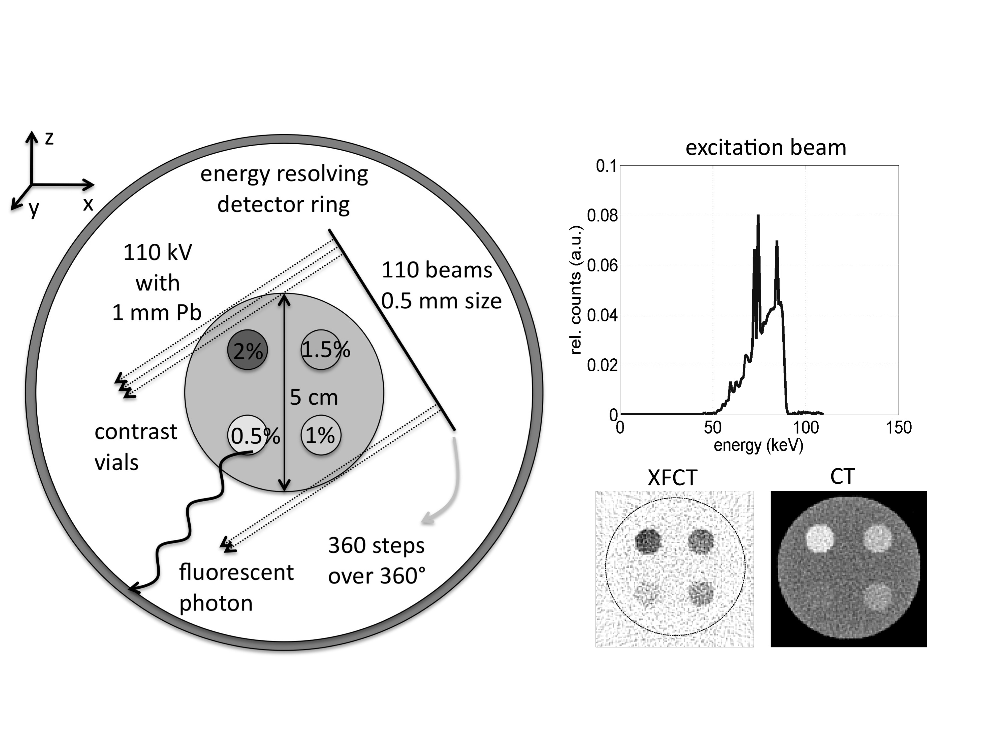 z
x
y
energy resolving
detector ring
110 kV
with
1 mm Pb
110 beams
0.5 mm size
2%
1.5%
5 cm
0.5%
1%
contrast
vials
fluorescent
photon
360 steps
over 360°
excitation beam
0.1
0.08
0.06
0.04
0.02
0
rel. counts (a.u.)
0
50
100
150
energy (keV)
XFCT
CT